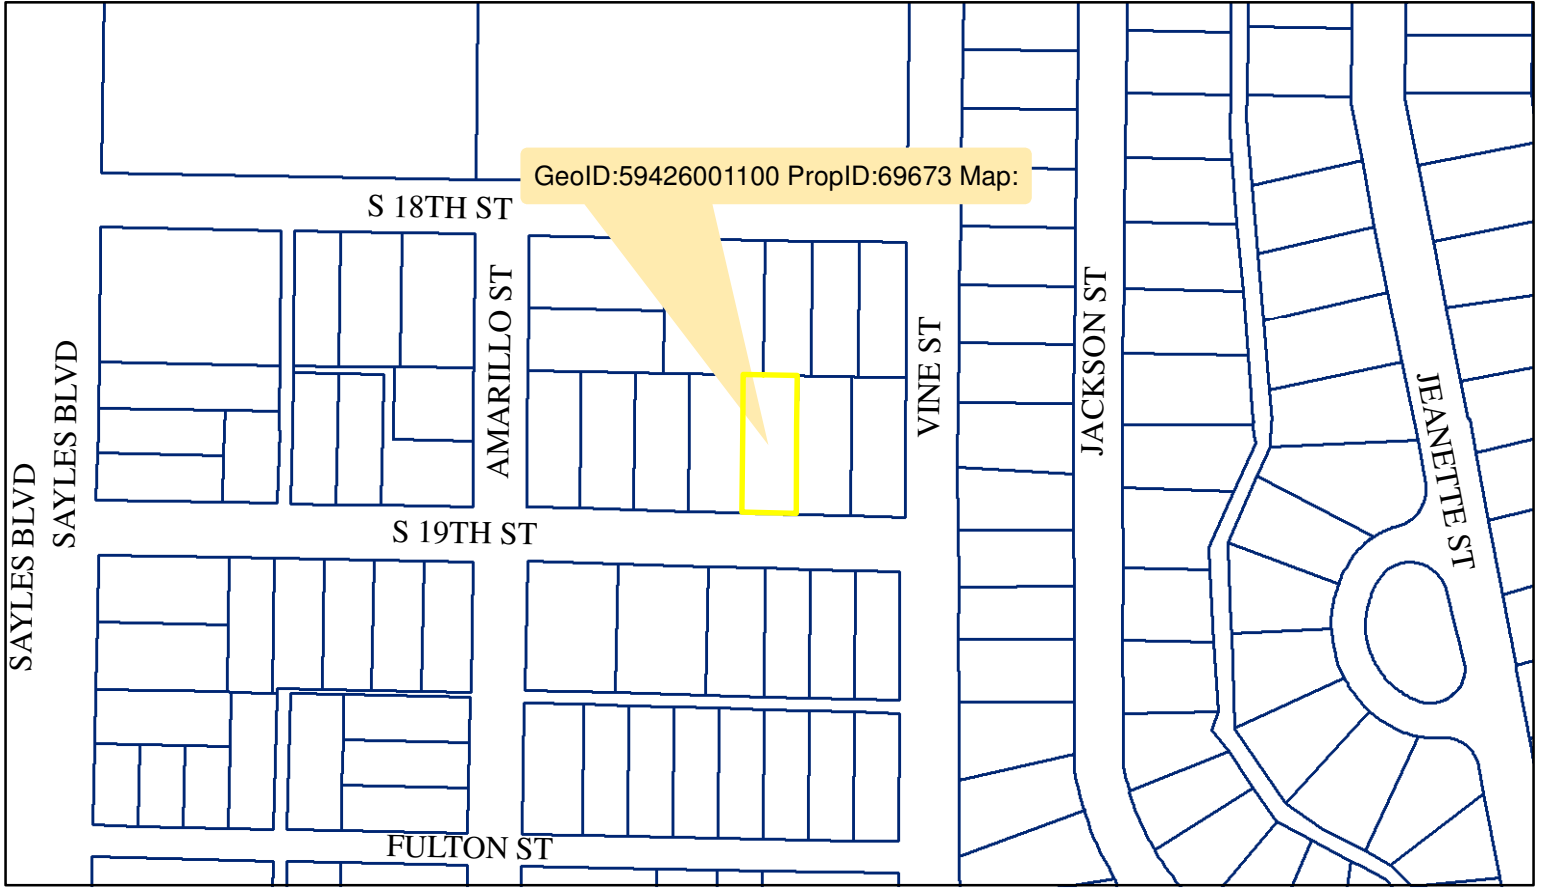 GeoID:59426001100 PropID:69673 Map:
S 18TH ST
AMARILLO ST
VINE ST
JACKSON ST
SAYLES BLVD
SAYLES BLVD
JEANETTE ST
S 19TH ST
FULTON ST